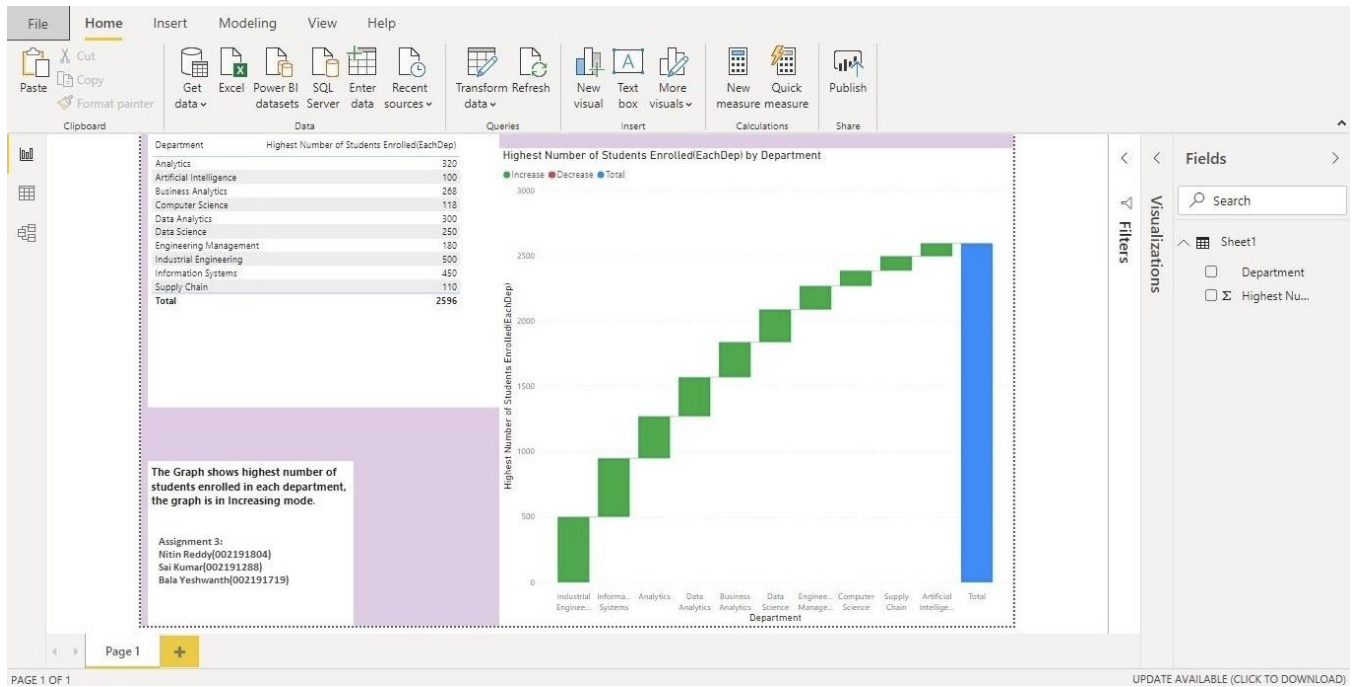 File Home Insert Modeling View Help
Paste
Cut
Copy
Format painter
Clipboard
Get data
Excel
Power BI datasets
SQL Server
Enter data
Recent sources
Data
Transform data
Refresh
Queries
New visual
Text box
More visuals
Insert
New measure
Quick measure
Calculations
Publish
Share
Department Highest Number of Students Enrolled(EachDep)
Analytics 320
Artificial Intelligence 100
Business Analytics 268
Computer Science 118
Data Analytics 300
Data Science 250
Engineering Management 180
Industrial Engineering 500
Information Systems 450
Supply Chain 110
Total 2596
The Graph shows highest number of
students enrolled in each department,
the graph is in Increasing mode.
Assignment 3:
Nitin Reddy(002191804)
Sai Kumar(002191288)
Bala Yeshwanth(002191719)
Highest Number of Students Enrolled(EachDep) by Department
Increase Decrease Total
Highest Number of Students Enrolled(EachDep)
3000
2500
2000
1500
1000
500
0
Industrial Enginee...
Informa... Systems
Analytics
Data Analytics
Business Analytics
Data Science
Enginee... Manage...
Computer Science
Supply Chain
Artificial Intellige...
Total
Department
Filters
Visualizations
Fields
Search
Sheet1
Department
Σ Highest Nu...
Page 1
PAGE 1 OF 1
UPDATE AVAILABLE (CLICK TO DOWNLOAD)